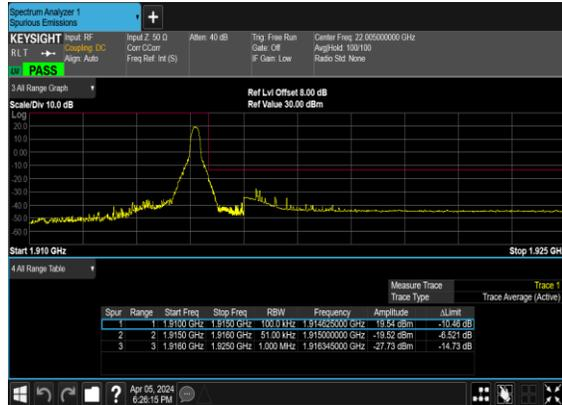 Spectrum Analyzer 1
Spurious Emissions
+
KEYSIGHT Input: RF Input Z: 50 Ω Atten: 40 dB Trig: Free Run Center Freq: 22.005000000 GHz
RLT Coupling: DC Corr CCorr Gate: Off Avg|Hold: 100/100
Align: Auto Freq Ref: Int (S) IF Gain: Low Radio Std: None
PASS
3 All Range Graph
Ref Lvl Offset 8.00 dB
Scale/Div 10.0 dB Ref Value 30.00 dBm
Log
20.0
10.0
0.00
-10.0
-20.0
-30.0
-40.0
-50.0
-60.0
Start 1.910 GHz Stop 1.925 GH
4 All Range Table
Measure Trace Trace 1
Trace Type Trace Average (Active)
Spur Range Start Freq Stop Freq RBW Frequency Amplitude ΔLimit
1 1 1.9100 GHz 1.9150 GHz 100.0 kHz 1.914625000 GHz 19.54 dBm -10.46 dB
2 2 1.9150 GHz 1.9160 GHz 51.00 kHz 1.915000000 GHz -19.52 dBm -6.521 dB
3 3 1.9160 GHz 1.9250 GHz 1.000 MHz 1.916345000 GHz -27.73 dBm -14.73 dB
? Apr 05, 2024
6:26:15 PM